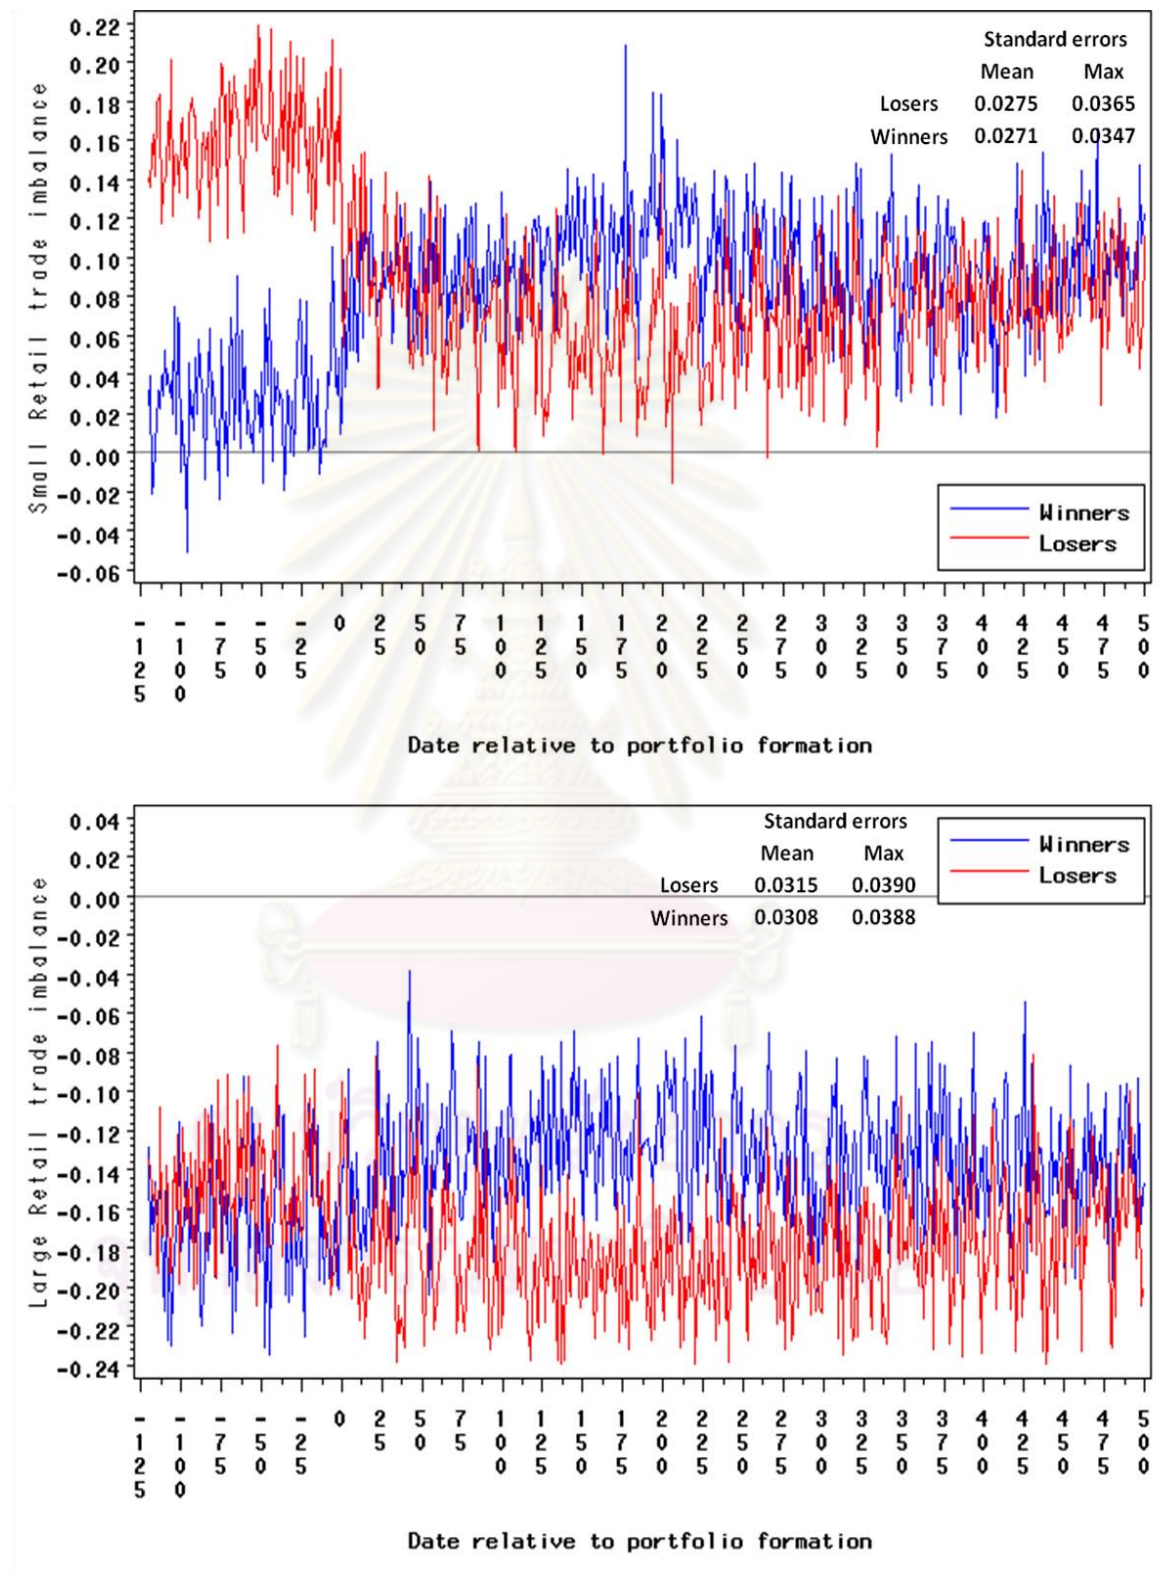 Small Retail trade imbalance
0.22
0.20
0.18
0.16
0.14
0.12
0.10
0.08
0.06
0.04
0.02
0.00
-0.02
-0.04
-0.06
Standard errors
Mean Max
Losers 0.0275 0.0365
Winners 0.0271 0.0347
Winners
Losers
-125 -100 -75 -50 -25 0 25 50 75 100 125 150 175 200 225 250 275 300 325 350 375 400 425 450 475 500
Date relative to portfolio formation
Large Retail trade imbalance
0.04
0.02
0.00
-0.02
-0.04
-0.06
-0.08
-0.10
-0.12
-0.14
-0.16
-0.18
-0.20
-0.22
-0.24
Standard errors
Mean Max
Losers 0.0315 0.0390
Winners 0.0308 0.0388
Winners
Losers
-125 -100 -75 -50 -25 0 25 50 75 100 125 150 175 200 225 250 275 300 325 350 375 400 425 450 475 500
Date relative to portfolio formation